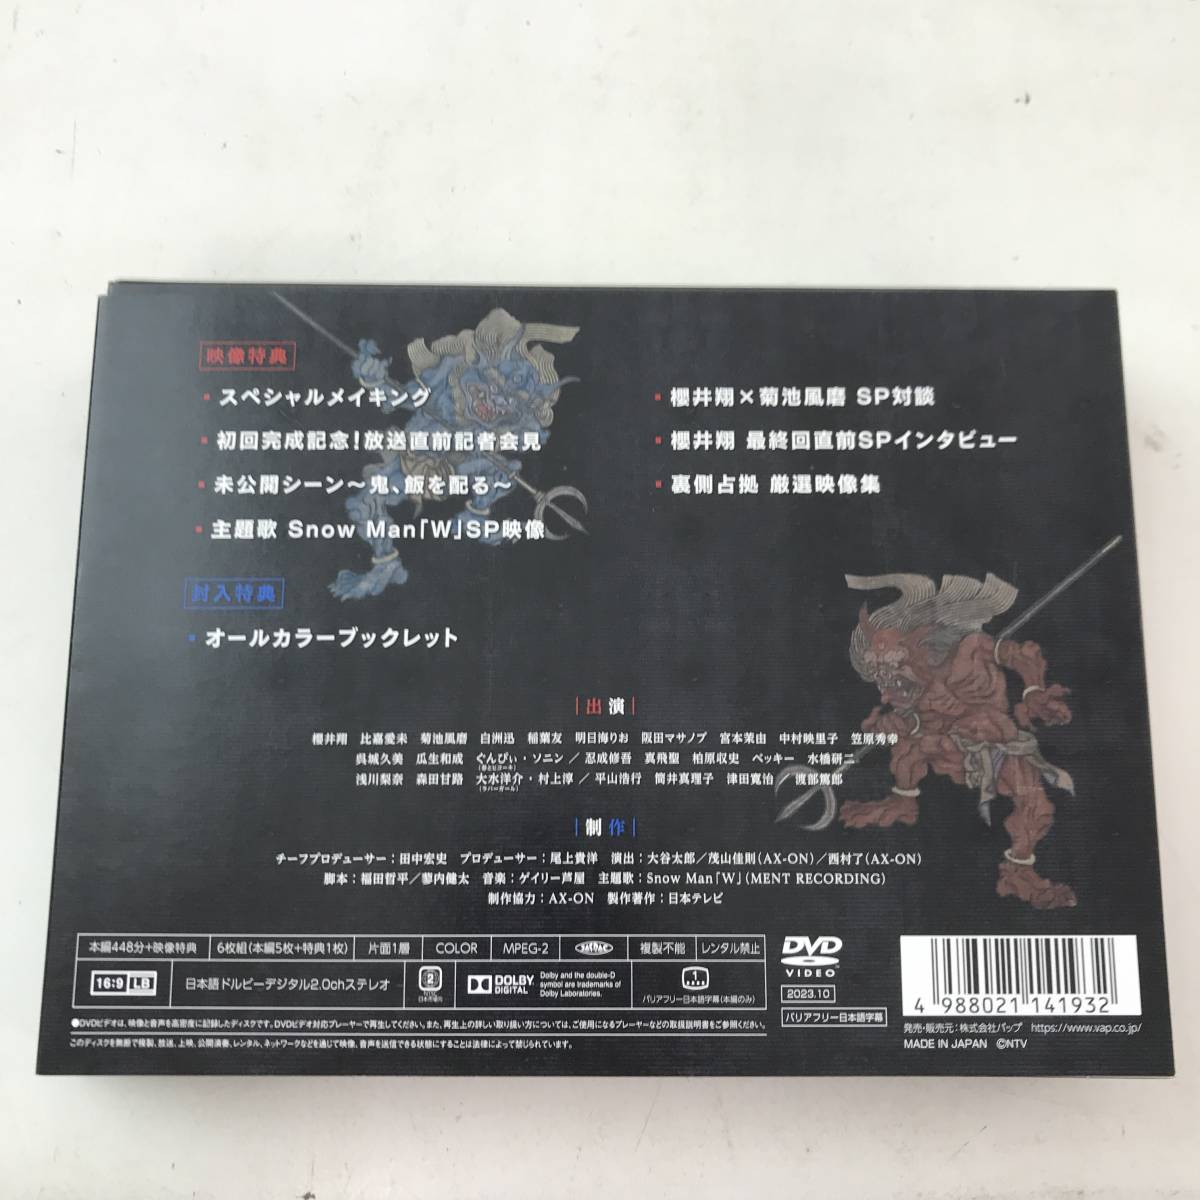 映像特典
・スペシャルメイキング
・初回完成記念!放送直前記者会見
・未公開シーン〜鬼、飯を配る〜
・主題歌 Snow Man「W」SP映像
・櫻井翔×菊池風磨 SP対談
・櫻井翔 最終回直前SPインタビュー
・裏側占拠 厳選映像集
封入特典
・オールカラーブックレット
|出演|
櫻井翔 比嘉愛未 菊池風磨 白洲迅 稲葉友 明日海りお 阪田マサノブ 宮本茉由 中村映里子 笠原秀幸
呉城久美 瓜生和成 ぐんぴぃ・ソニン/忍成修吾 真飛聖 柏原収史 ベッキー 水橋研二
(春とヒコーキ)
浅川梨奈 森田甘路 大水洋介・村上淳/平山浩行 筒井真理子 津田寛治 渡部篤郎
(ラバーガール)
|制作|
チーフプロデューサー:田中宏史 プロデューサー:尾上貴洋 演出:大谷太郎/茂山佳則(AX-ON)/西村了(AX-ON)
脚本:福田哲平/蓼内健太 音楽:ゲイリー芦屋 主題歌:Snow Man「W」(MENT RECORDING)
制作協力:AX-ON 製作著作:日本テレビ
本編448分+映像特典 6枚組(本編5枚+特典1枚) 片面1層 COLOR MPEG-2 複製不能 レンタル禁止
16:9 LB 日本語ドルビーデジタル2.0chステレオ 2 NTSC 日本市場向 DOLBY DIGITAL Dolby and the double-D symbol are trademarks of Dolby Laboratories. 1 バリアフリー日本語字幕(本編のみ)
DVD VIDEO
2023.10
バリアフリー日本語字幕
4 988021 141932
発売・販売元:株式会社バップ https://www.vap.co.jp/
MADE IN JAPAN ©NTV
●DVDビデオは、映像と音声を高密度に記録したディスクです。DVDビデオ対応プレーヤーで再生してください。また、再生上の詳しい取り扱い方については、ご使用になるプレーヤーなどの取扱説明書をご参照ください。
このディスクを無断で複製、放送、上映、公開演奏、レンタル、ネットワークなどを通じて映像、音声を送信できる状態にすることは法律によって禁じられています。